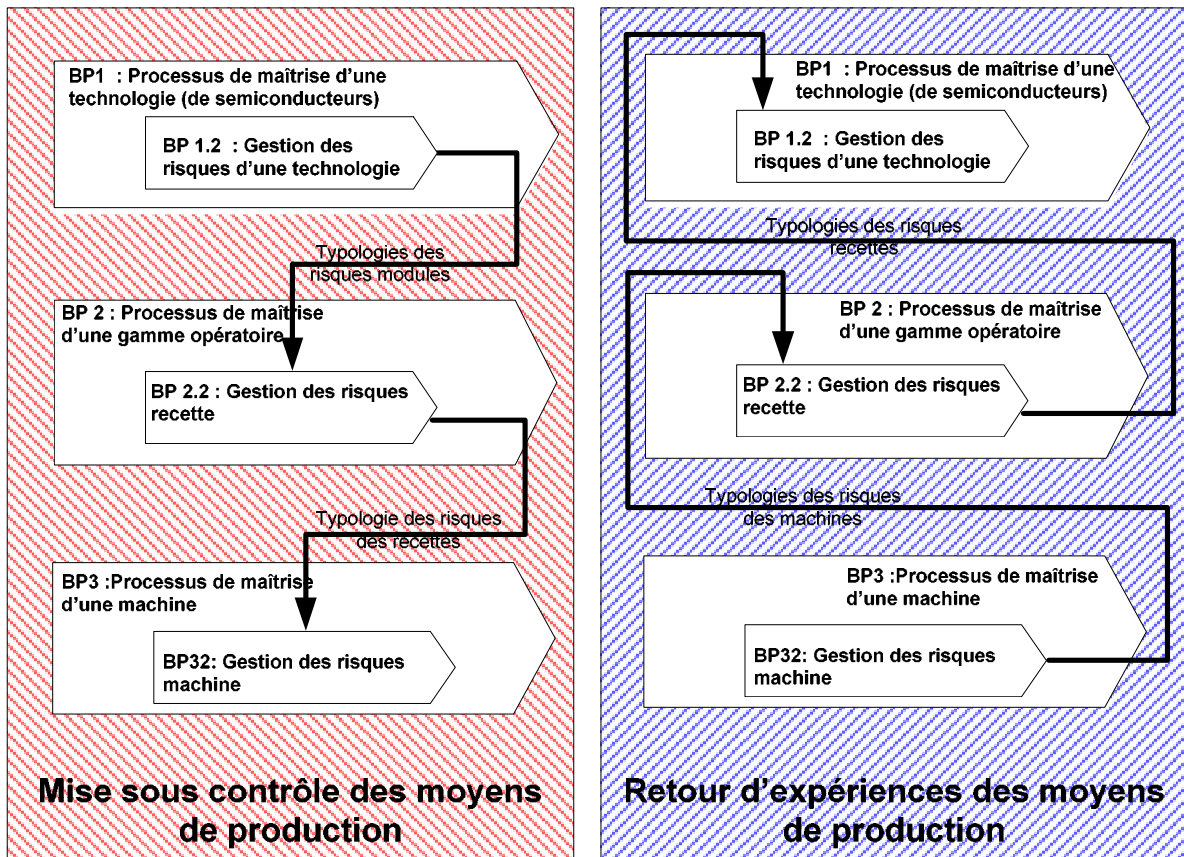 BP1  : Processus de maîtrise d'une
technologie (de semiconducteurs)
BP 1.2  : Gestion des
risques d'une technologie
Typologies des
risques modules
BP 2 : Processus de maîtrise
d'une gamme opératoire
BP 2.2 : Gestion des risques
recette
Typologie des risques
des recettes
BP3 :Processus de maîtrise
d'une machine
BP32: Gestion des risques
machine
Mise sous contrôle des moyens
de production
BP1  : Processus de maîtrise d'une
technologie (de semiconducteurs)
BP 1.2  : Gestion des
risques d'une technologie
Typologies des risques
recettes
BP 2 : Processus de maîtrise
d'une gamme opératoire
BP 2.2 : Gestion des risques
recette
Typologies des risques
des machines
BP3 :Processus de maîtrise
d'une machine
BP32: Gestion des risques
machine
Retour d'expériences des moyens
de production